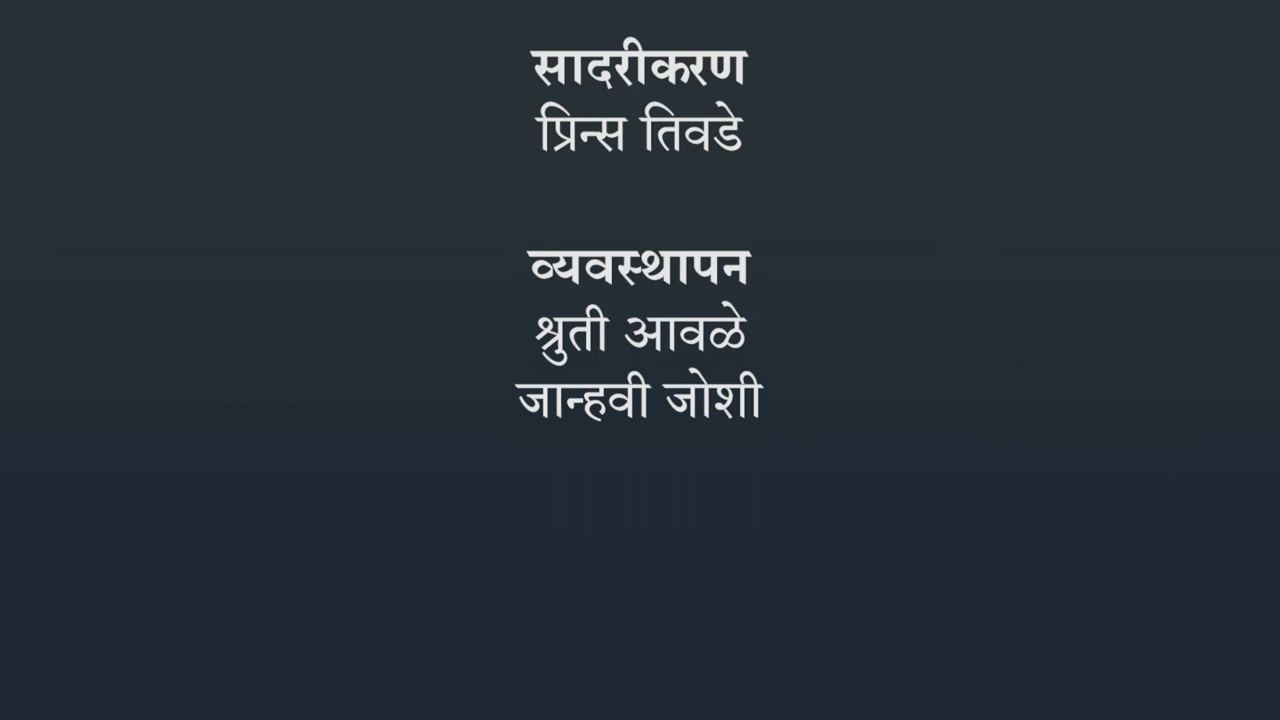 सादरीकरण
प्रिन्स तिवडे
व्यवस्थापन
श्रुती आवळे
जान्हवी जोशी